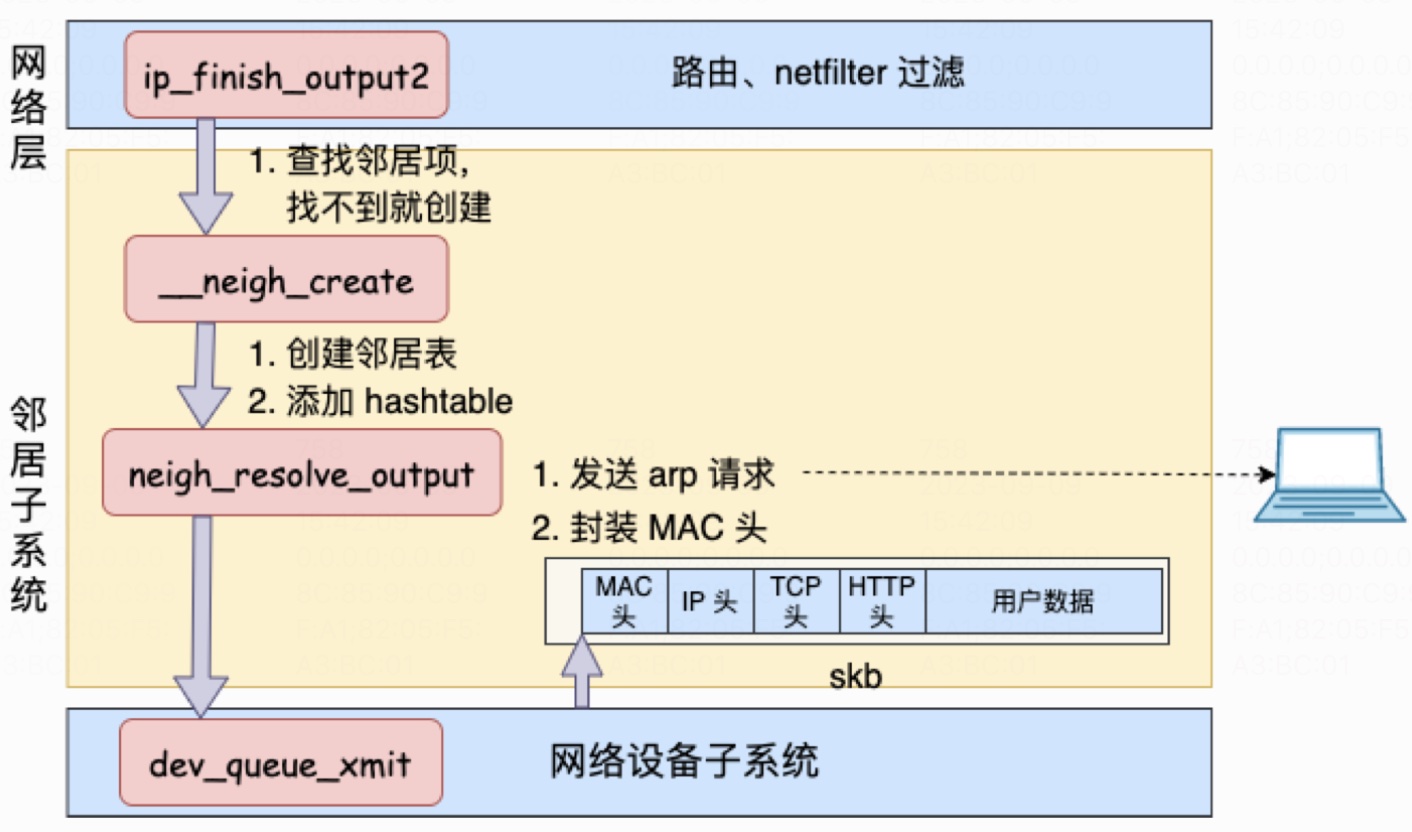 网络层
ip_finish_output2
路由、netfilter 过滤
1. 查找邻居项,
找不到就创建
邻居子系统
__neigh_create
1. 创建邻居表
2. 添加 hashtable
neigh_resolve_output
1. 发送 arp 请求
2. 封装 MAC 头
MAC
头
IP 头
TCP
头
HTTP
头
用户数据
skb
dev_queue_xmit
网络设备子系统